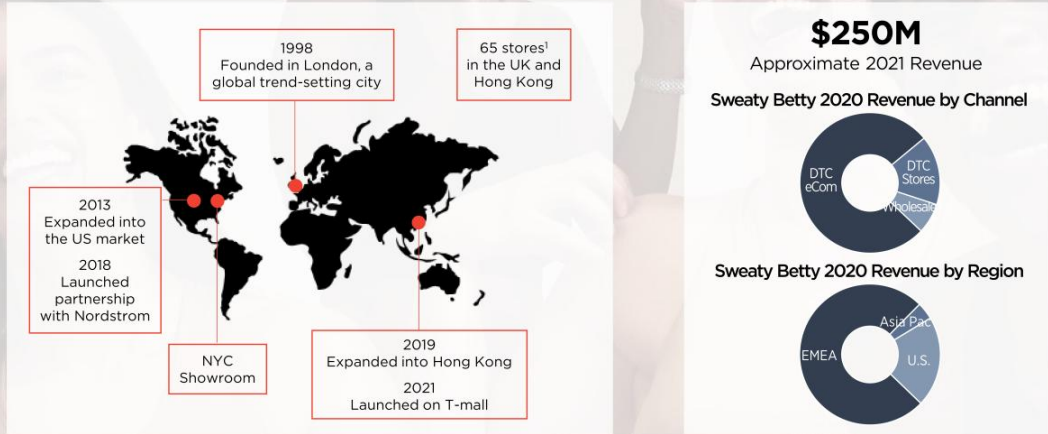 1998
Founded in London, a
global trend-setting city
65 stores¹
in the UK and
Hong Kong
2013
Expanded into
the US market
2018
Launched
partnership
with Nordstrom
NYC
Showroom
2019
Expanded into Hong Kong
2021
Launched on T-mall
$250M
Approximate 2021 Revenue
Sweaty Betty 2020 Revenue by Channel
DTC
eCom
DTC
Stores
Wholesale
Sweaty Betty 2020 Revenue by Region
Asia Pac
EMEA
U.S.